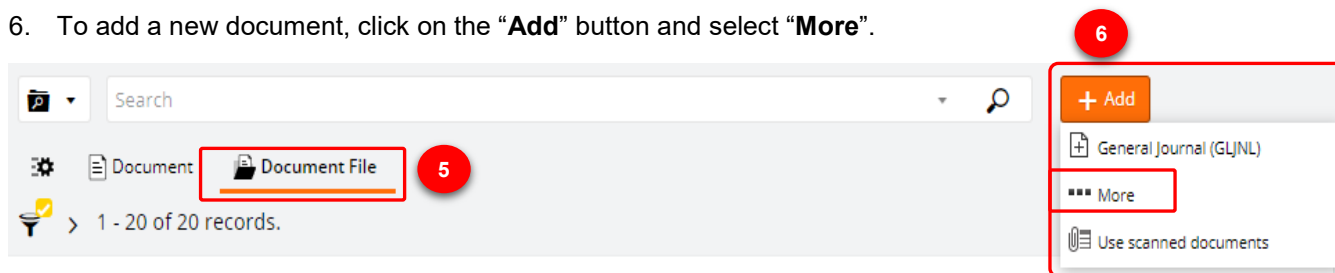 6. To add a new document, click on the “Add” button and select “More”.
6
Search
+ Add
General Journal (GLJNL)
Document
Document File
5
More
1 - 20 of 20 records.
Use scanned documents